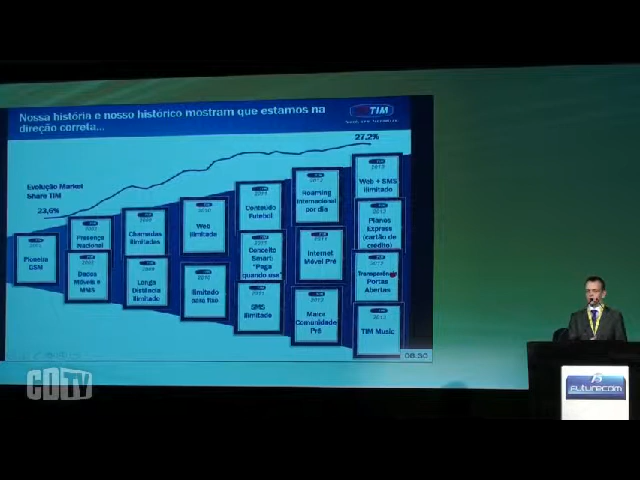 Nossa história e nosso histórico mostram que estamos na
direção correta...
TIM
27,2%
Evolução Market
Share TIM
23,6%
Pioneira
GSM
Presença
Nacional
Dados
Móveis e
MMS
Chamadas
Ilimitadas
Longa
Distância
Ilimitado
Web
Ilimitada
Ilimitado
para fixo
Conteúdo
Futebol
Conceito
Smart:
"Paga
quando usa"
SMS
Ilimitado
Roaming
Internacional
por dia
Internet
Móvel Pré
Maior
Comunidade
Pré
Web + SMS
Ilimitado
Planos
Express
(cartão de
crédito)
Transparência
Portas
Abertas
TIM Music
CDTV
futurecom